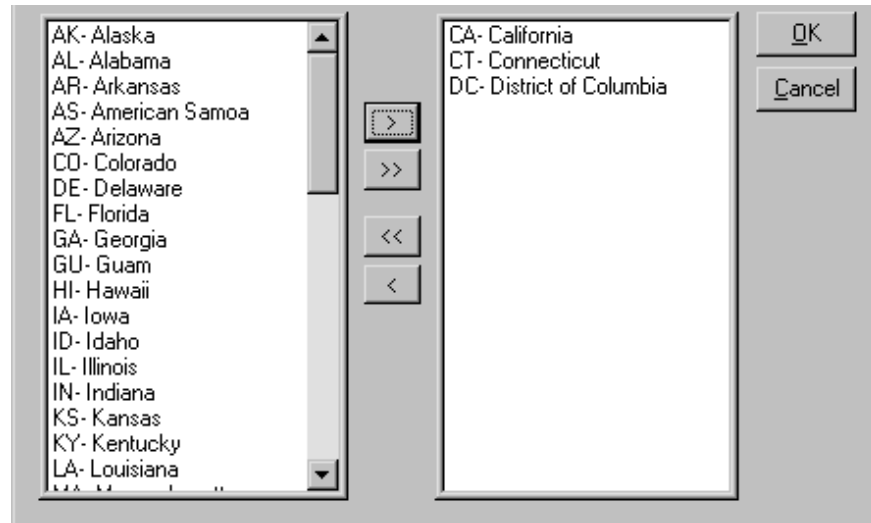 AK- Alaska
AL- Alabama
AR- Arkansas
AS- American Samoa
AZ- Arizona
CO- Colorado
DE- Delaware
FL- Florida
GA- Georgia
GU- Guam
HI- Hawaii
IA- Iowa
ID- Idaho
IL- Illinois
IN- Indiana
KS- Kansas
KY- Kentucky
LA- Louisiana
>
>>
<<
<
CA- California
CT- Connecticut
DC- District of Columbia
OK
Cancel